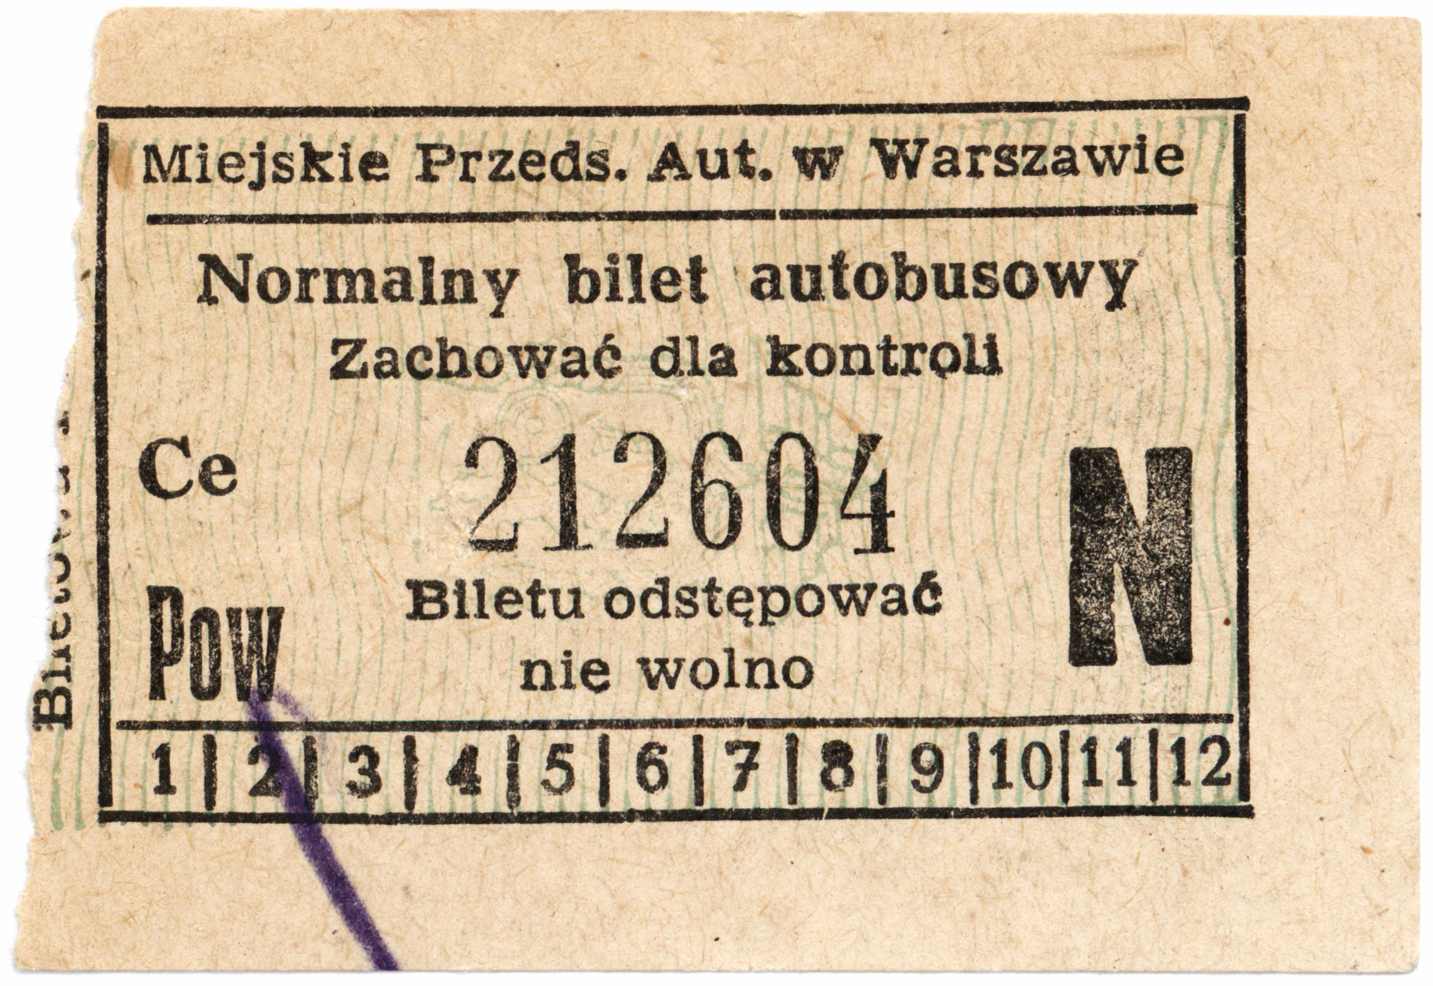 Miejskie Przeds. Aut. w Warszawie
Normalny bilet autobusowy
Zachować dla kontroli
Ce 212604 N
Biletu odstępować
Pow
nie wolno
1|2|3|4|5|6|7|8|9|10|11|12